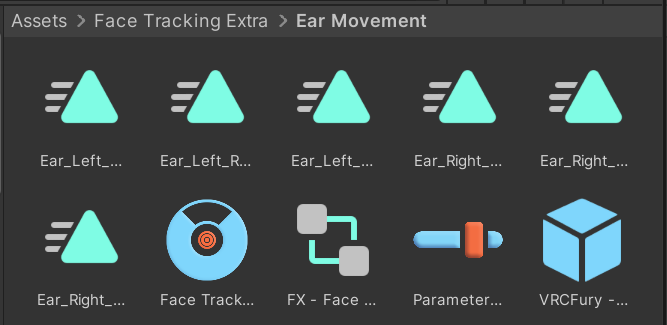 Assets > Face Tracking Extra > Ear Movement
Ear_Left_... Ear_Left_R... Ear_Left_... Ear_Right_... Ear_Right_...
Ear_Right_... Face Track... FX - Face ... Parameter... VRCFury -...